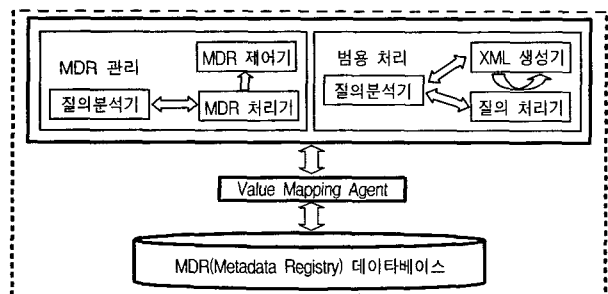 MDR 관리
MDR 제어기
질의분석기
MDR 처리기
범용 처리
XML 생성기
질의분석기
질의 처리기
Value Mapping Agent
MDR(Metadata Registry) 데이타베이스